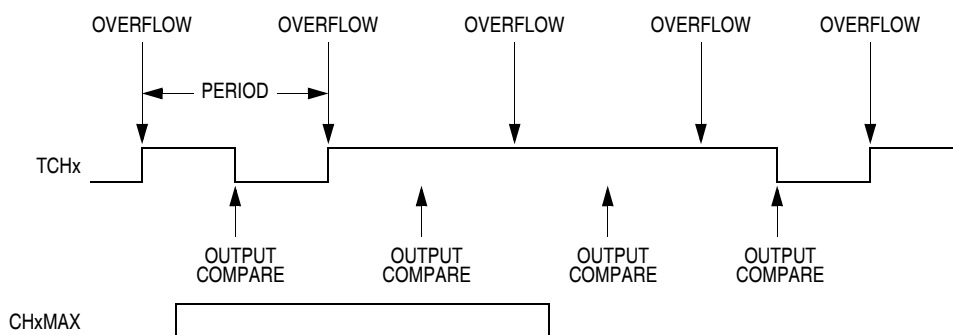 OVERFLOW OVERFLOW OVERFLOW OVERFLOW OVERFLOW
PERIOD
TCHx
OUTPUT COMPARE
OUTPUT COMPARE
OUTPUT COMPARE
OUTPUT COMPARE
CHxMAX